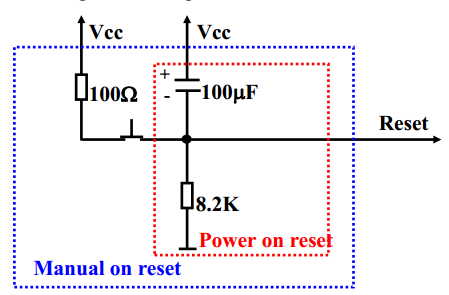 Vcc
Vcc
+
100Ω
-
100μF
Reset
8.2K
Power on reset
Manual on reset